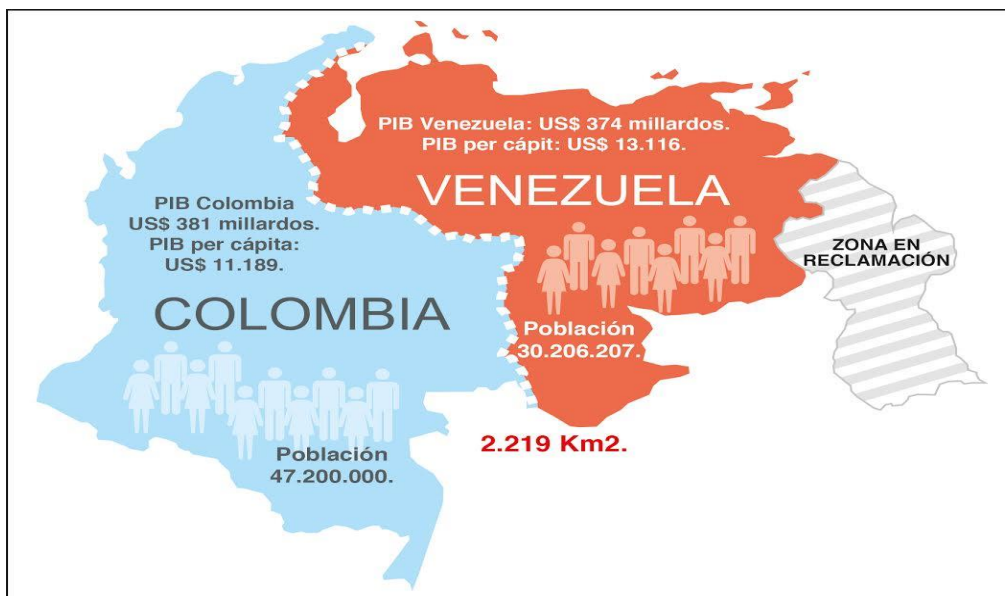 PIB Venezuela: US$ 374 millardos.
PIB per cápit: US$ 13.116.
VENEZUELA
PIB Colombia
US$ 381 millardos.
PIB per cápita:
US$ 11.189.
COLOMBIA
ZONA EN
RECLAMACIÓN
Población
30.206.207.
2.219 Km2.
Población
47.200.000.